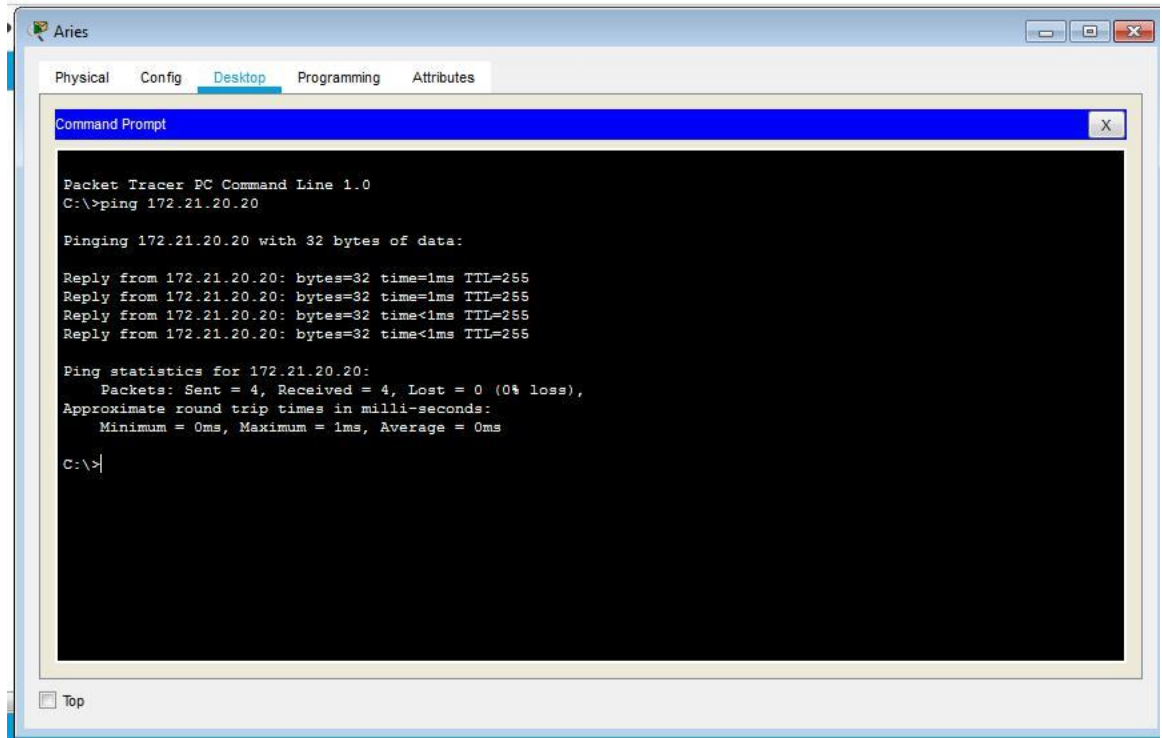 Aries
Physical Config Desktop Programming Attributes
Command Prompt
X
Packet Tracer PC Command Line 1.0
C:\>ping 172.21.20.20
Pinging 172.21.20.20 with 32 bytes of data:
Reply from 172.21.20.20: bytes=32 time=1ms TTL=255
Reply from 172.21.20.20: bytes=32 time=1ms TTL=255
Reply from 172.21.20.20: bytes=32 time<1ms TTL=255
Reply from 172.21.20.20: bytes=32 time<1ms TTL=255
Ping statistics for 172.21.20.20:
    Packets: Sent = 4, Received = 4, Lost = 0 (0% loss),
Approximate round trip times in milli-seconds:
    Minimum = 0ms, Maximum = 1ms, Average = 0ms
C:\>
Top